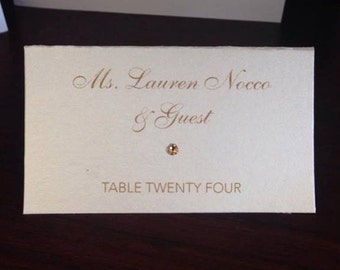 Ms. Lauren Nocco
& Guest
TABLE TWENTY FOUR